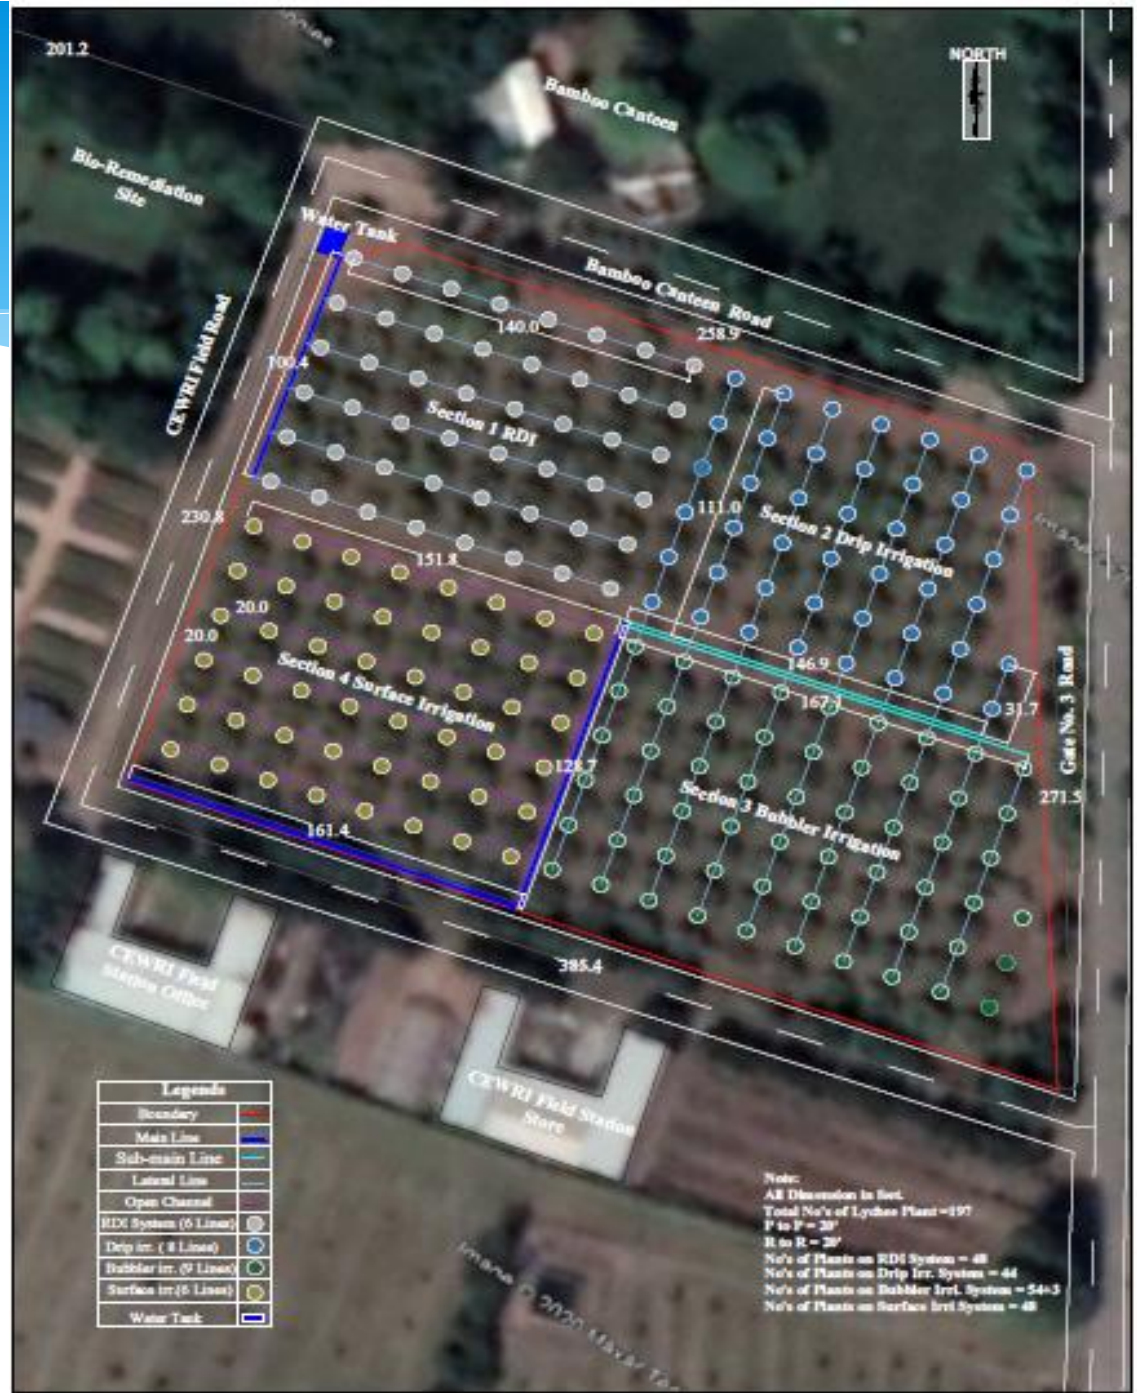 201.2
NORTH
Bamboo Canteen
Bio-Remediation
Site
Water Tank
Bamboo Canteen Road
258.9
140.0
CEWRI Field Road
100.4
Section 1 RDI
230.8
111.0
Section 2 Drip Irrigation
151.8
20.0
20.0
Section 4 Surface Irrigation
146.9
167.1
31.7
Gate No. 3 Road
128.7
Section 3 Bubbler Irrigation
271.5
161.4
385.4
CEWRI Field
Station Office
CEWRI Field Station
Store
Legends
Boundary
Main Line
Sub-main Line
Lateral Line
Open Channel
RDI System (6 Lines)
Drip irr. ( 8 Lines)
Bubbler irr. (9 Lines)
Surface irr.(6 Lines)
Water Tank
Note:
All Dimension in feet.
Total No's of Lychee Plant =197
P to P = 20'
R to R = 20'
No's of Plants on RDI System = 48
No's of Plants on Drip Irr. System = 44
No's of Plants on Bubbler Irri. System = 54+3
No's of Plants on Surface Irri System = 48
Image © 2020 Maxar